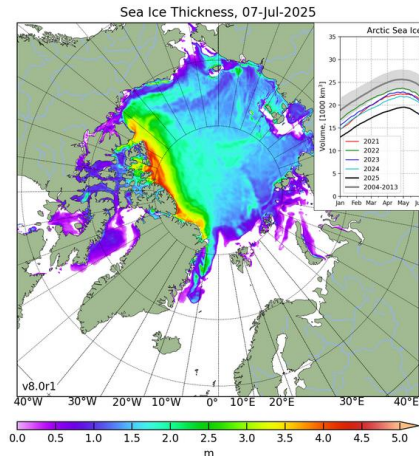 Sea Ice Thickness, 07-Jul-2025
Arctic Sea Ice
Volume, [1000 km³]
35
30
25
20
15
10
5
0
2021
2022
2023
2024
2025
2004-2013
Jan Feb Mar Apr May
v8.0r1
40°W 30°W 20°W 10°W 0°E 10°E 20°E 30°E 40°E
0.0 0.5 1.0 1.5 2.0 2.5 3.0 3.5 4.0 4.5 5.0
m